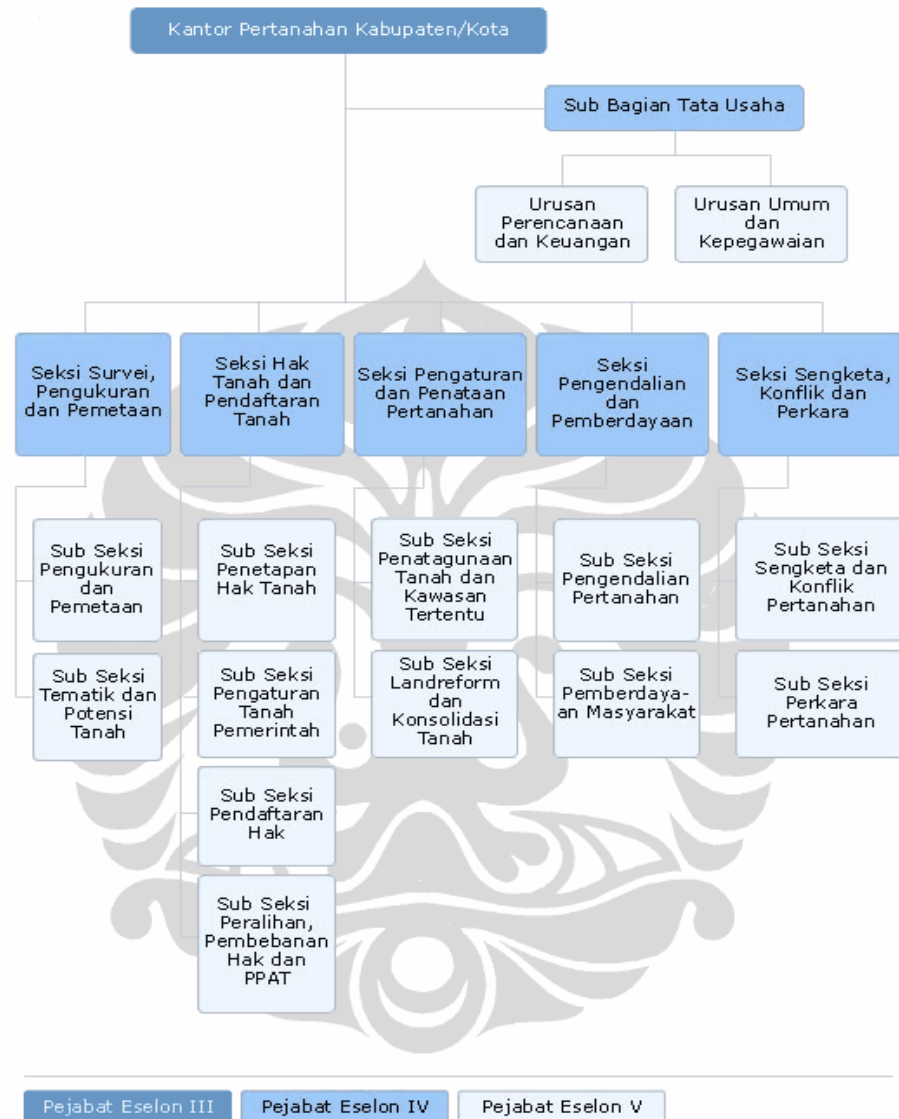 Kantor Pertanahan Kabupaten/Kota
Sub Bagian Tata Usaha
Urusan
Perencanaan
dan Keuangan
Urusan Umum
dan
Kepegawaian
Seksi Survei,
Pengukuran
dan Pemetaan
Seksi Hak
Tanah dan
Pendaftaran
Tanah
Seksi Pengaturan
dan Penataan
Pertanahan
Seksi
Pengendalian
dan
Pemberdayaan
Seksi Sengketa,
Konflik dan
Perkara
Sub Seksi
Pengukuran
dan
Pemetaan
Sub Seksi
Penetapan
Hak Tanah
Sub Seksi
Penatagunaan
Tanah dan
Kawasan
Tertentu
Sub Seksi
Pengendalian
Pertanahan
Sub Seksi
Sengketa dan
Konflik
Pertanahan
Sub Seksi
Tematik dan
Potensi
Tanah
Sub Seksi
Pengaturan
Tanah
Pemerintah
Sub Seksi
Landreform
dan
Konsolidasi
Tanah
Sub Seksi
Pemberdaya-
an Masyarakat
Sub Seksi
Perkara
Pertanahan
Sub Seksi
Pendaftaran
Hak
Sub Seksi
Peralihan,
Pembebanan
Hak dan
PPAT
Pejabat Eselon III
Pejabat Eselon IV
Pejabat Eselon V